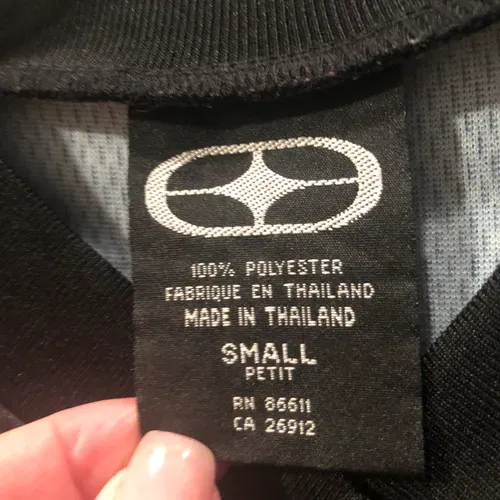 100% POLYESTER
FABRIQUE EN THAILAND
MADE IN THAILAND
SMALL
PETIT
RN 86611
CA 26912